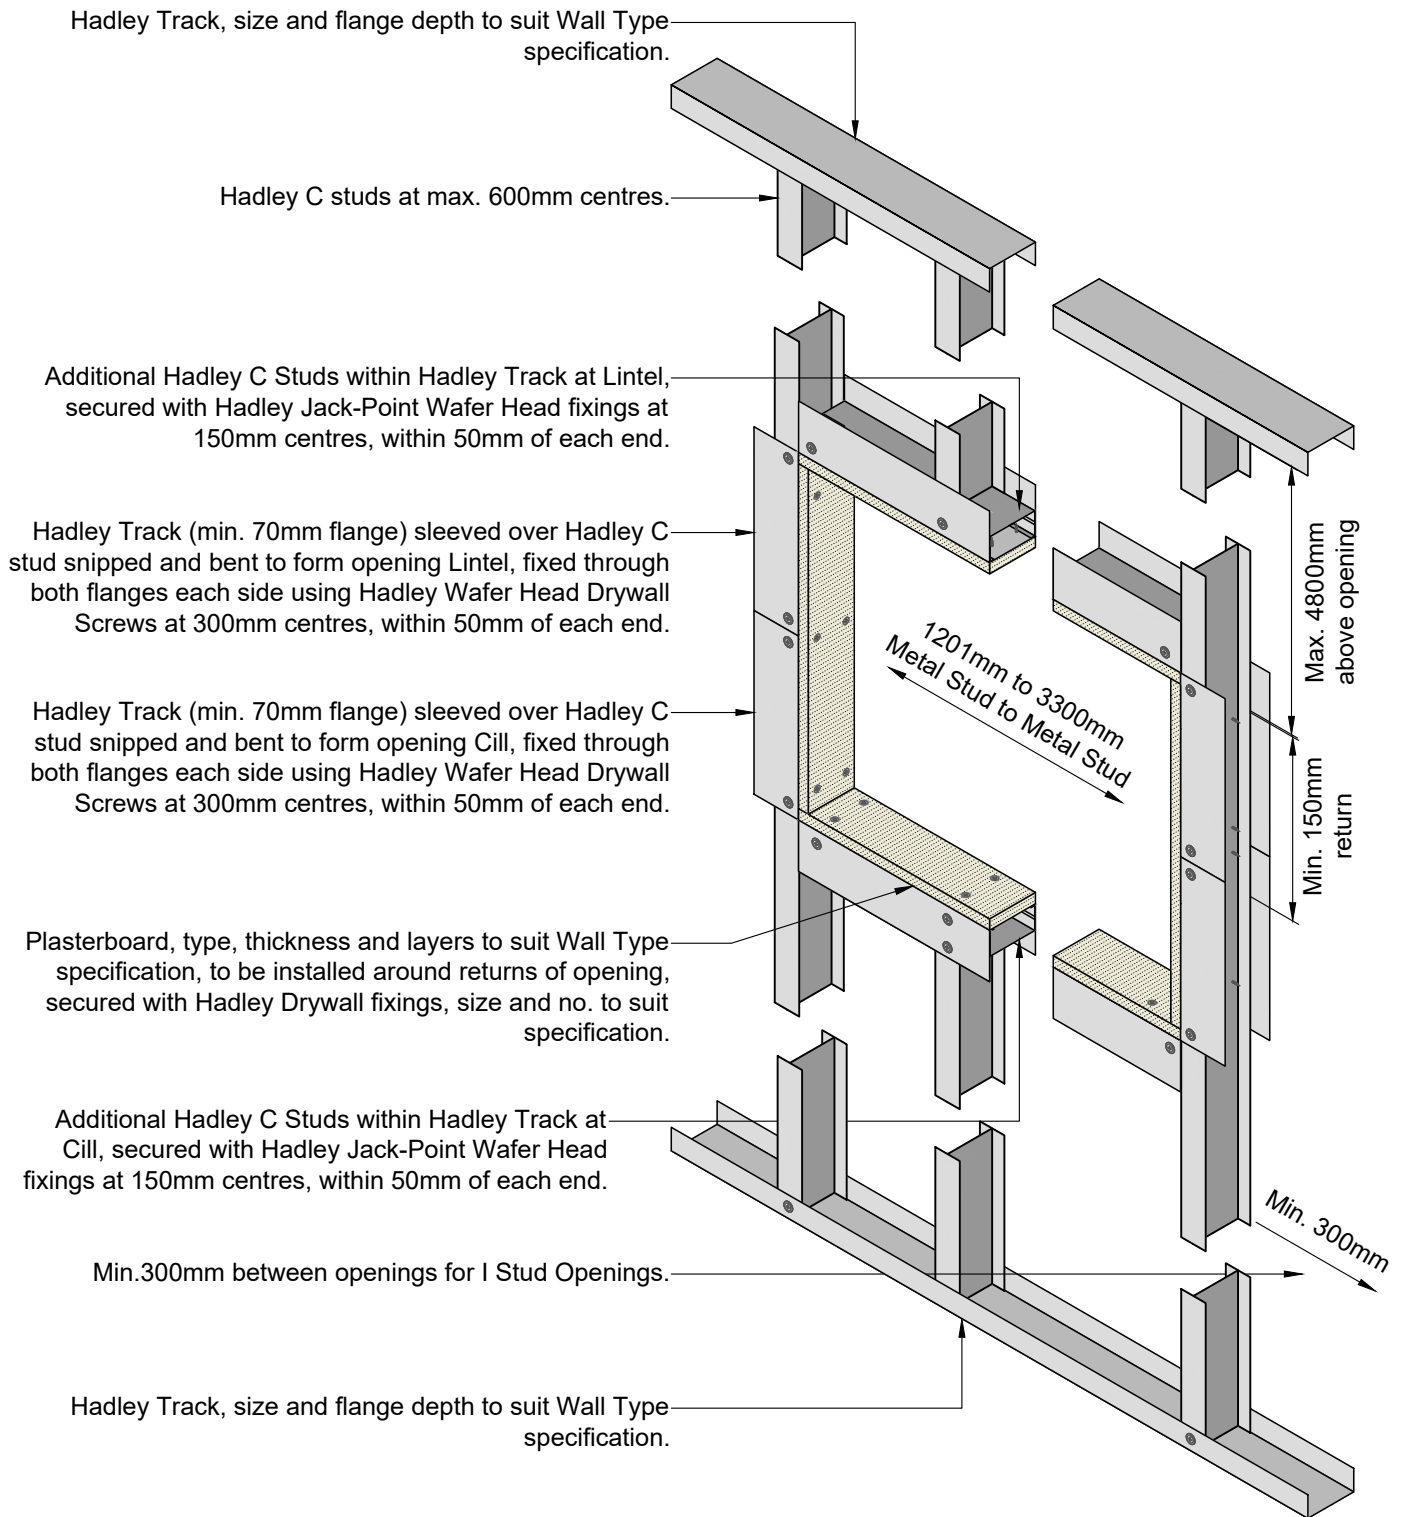 Hadley Track, size and flange depth to suit Wall Type
specification.
Hadley C studs at max. 600mm centres.
Additional Hadley C Studs within Hadley Track at Lintel,
secured with Hadley Jack-Point Wafer Head fixings at
150mm centres, within 50mm of each end.
Hadley Track (min. 70mm flange) sleeved over Hadley C
stud snipped and bent to form opening Lintel, fixed through
both flanges each side using Hadley Wafer Head Drywall
Screws at 300mm centres, within 50mm of each end.
Hadley Track (min. 70mm flange) sleeved over Hadley C
stud snipped and bent to form opening Cill, fixed through
both flanges each side using Hadley Wafer Head Drywall
Screws at 300mm centres, within 50mm of each end.
Plasterboard, type, thickness and layers to suit Wall Type
specification, to be installed around returns of opening,
secured with Hadley Drywall fixings, size and no. to suit
specification.
Additional Hadley C Studs within Hadley Track at
Cill, secured with Hadley Jack-Point Wafer Head
fixings at 150mm centres, within 50mm of each end.
Min.300mm between openings for I Stud Openings.
Hadley Track, size and flange depth to suit Wall Type
specification.
1201mm to 3300mm
Metal Stud to Metal Stud
Max. 4800mm
above opening
Min. 150mm
return
Min. 300mm